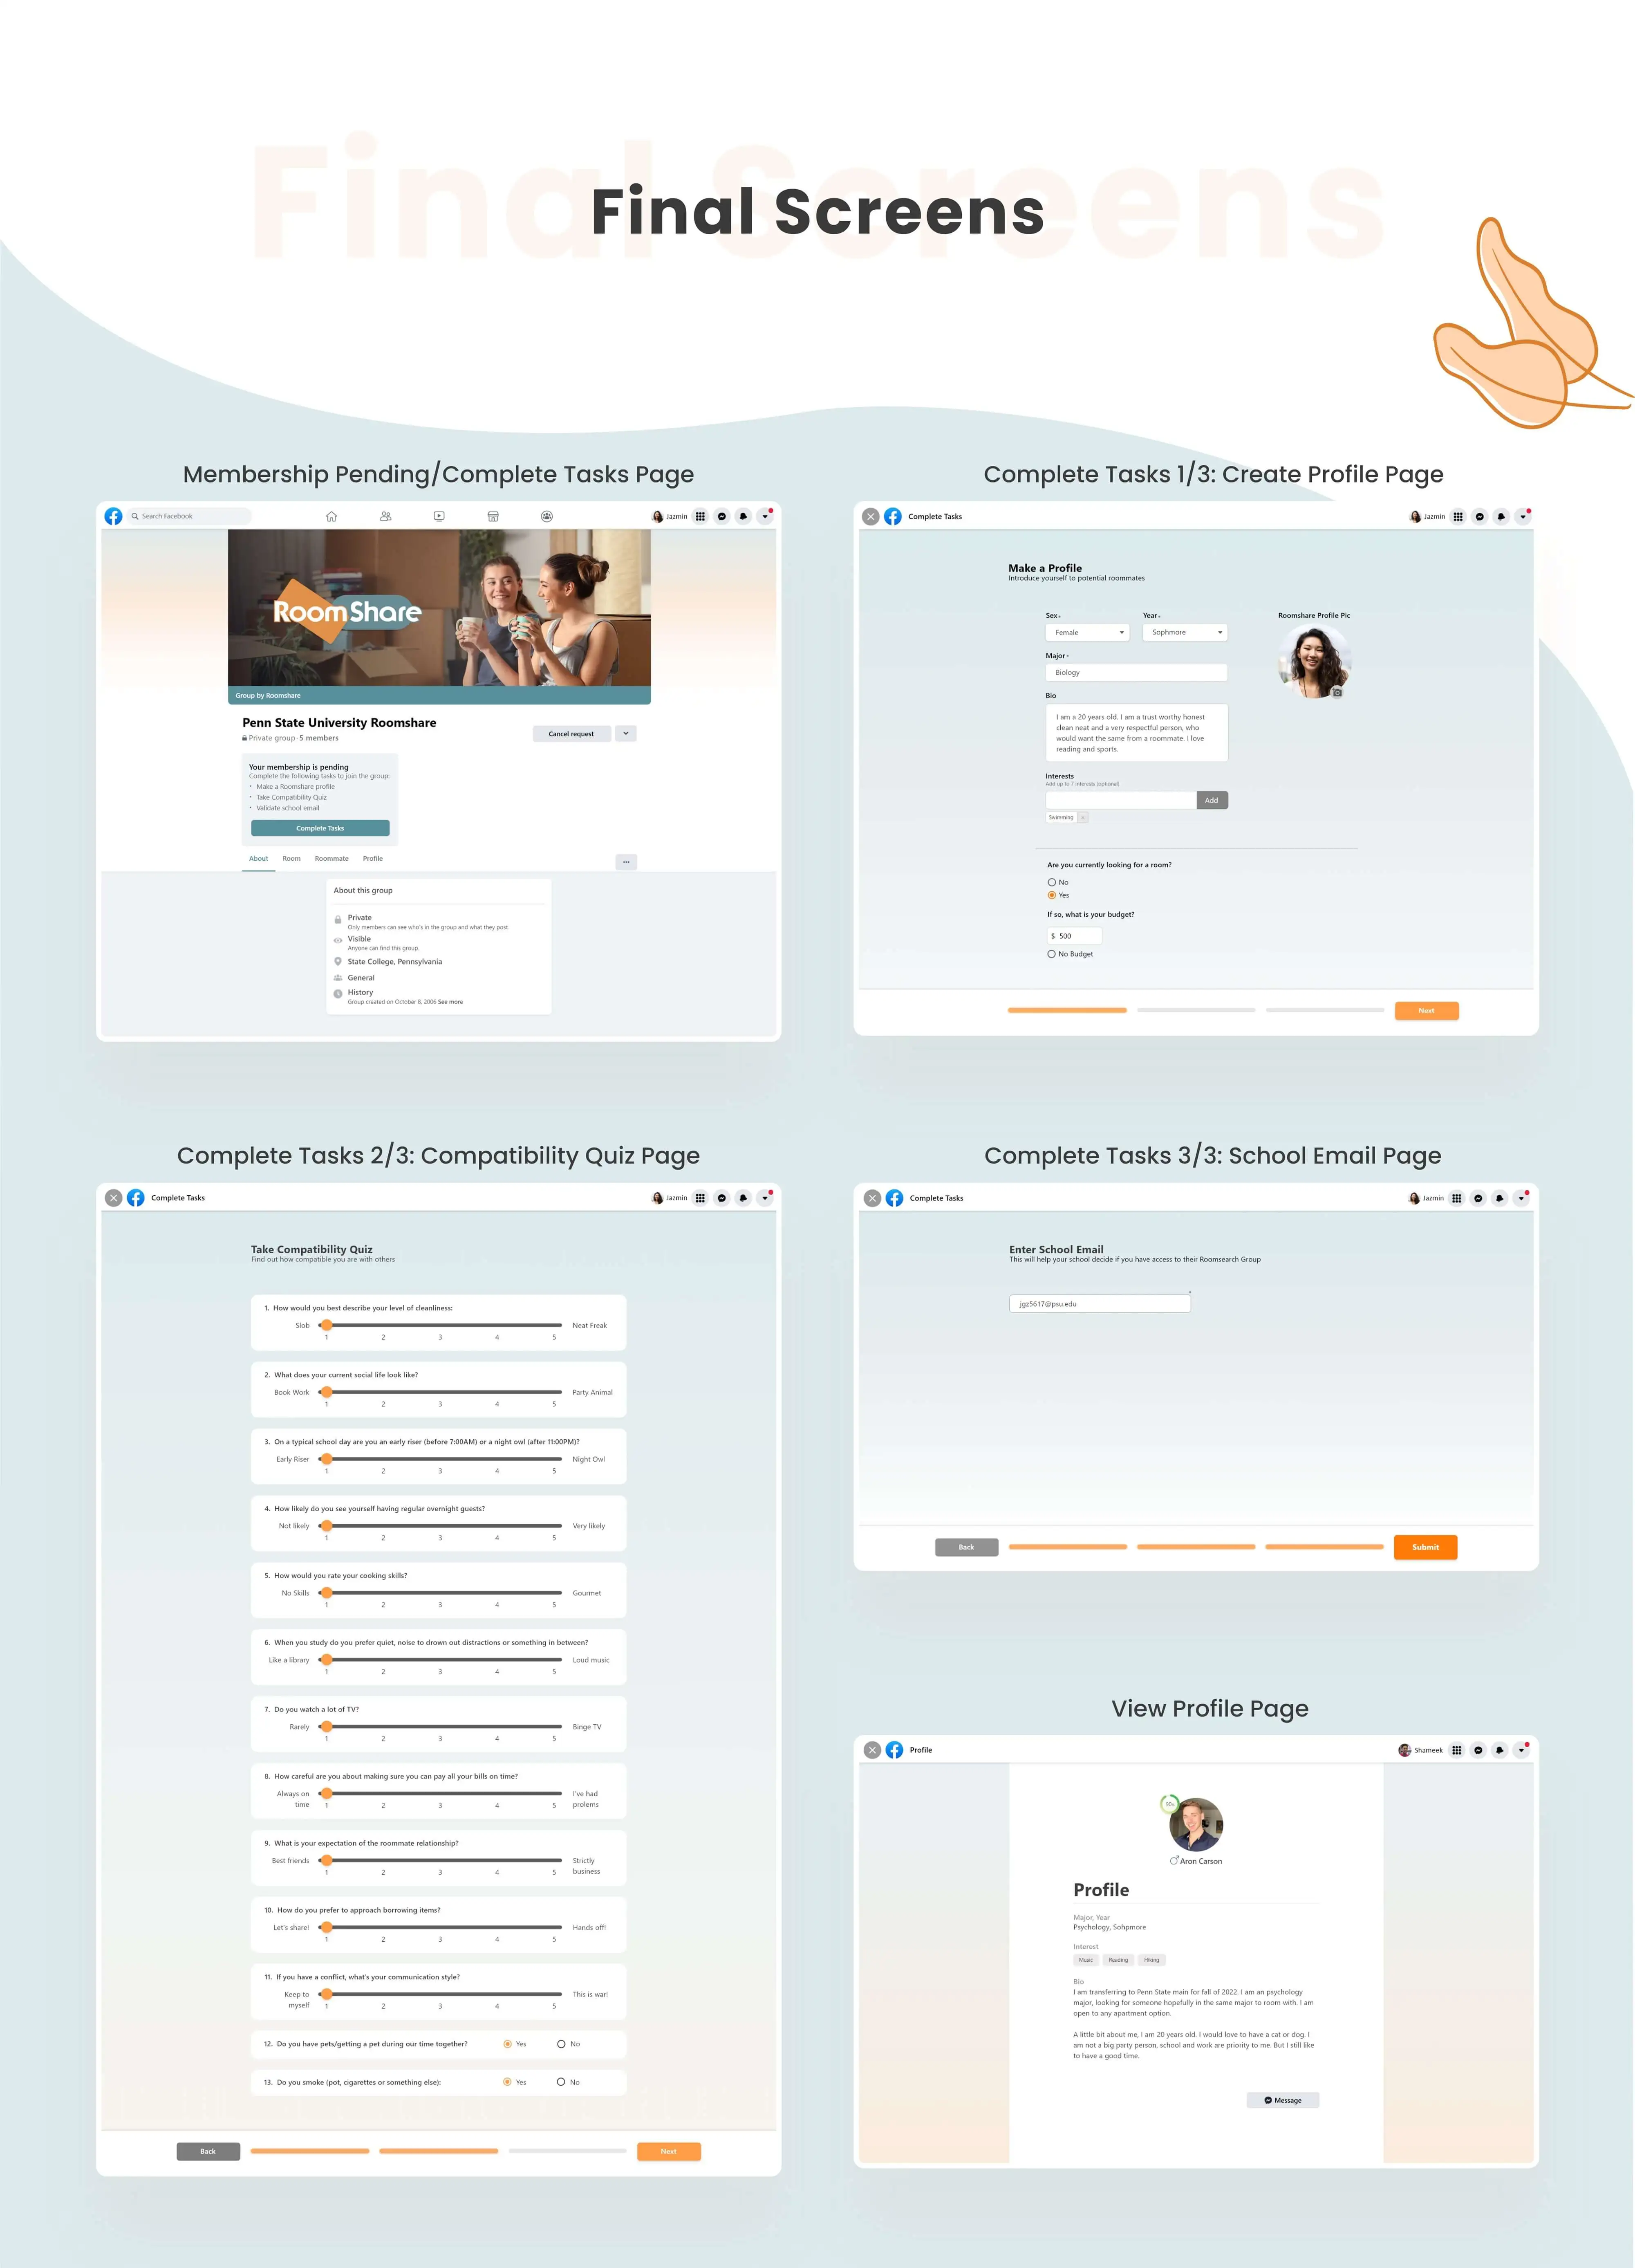 Final Screens
Final Screens
Membership Pending/Complete Tasks Page
Search Facebook
Jazmin
RoomShare
Group by Roomshare
Penn State University Roomshare
Private group · 5 members
Cancel request
Your membership is pending
Complete the following tasks to join the group:
• Make a Roomshare profile
• Take Compatibility Quiz
• Validate school email
Complete Tasks
About Room Roommate Profile
...
About this group
Private
Only members can see who's in the group and what they post.
Visible
Anyone can find this group.
State College, Pennsylvania
General
History
Group created on October 8, 2006 See more
Complete Tasks 1/3: Create Profile Page
Complete Tasks
Jazmin
Make a Profile
Introduce yourself to potential roommates
Sex* Year*
Female Sophmore
Roomshare Profile Pic
Major*
Biology
Bio
I am a 20 years old. I am a trust worthy honest
clean neat and a very respectful person, who
would want the same from a roommate. I love
reading and sports.
Interests
Add up to 7 interests (optional).
Add
Swimming x
Are you currently looking for a room?
No
Yes
If so, what is your budget?
$ 500
No Budget
Next
Complete Tasks 2/3: Compatibility Quiz Page
Complete Tasks
Jazmin
Take Compatibility Quiz
Find out how compatible you are with others
1. How would you best describe your level of cleanliness:
Slob Neat Freak
1 2 3 4 5
2. What does your current social life look like?
Book Work Party Animal
1 2 3 4 5
3. On a typical school day are you an early riser (before 7:00AM) or a night owl (after 11:00PM)?
Early Riser Night Owl
1 2 3 4 5
4. How likely do you see yourself having regular overnight guests?
Not likely Very likely
1 2 3 4 5
5. How would you rate your cooking skills?
No Skills Gourmet
1 2 3 4 5
6. When you study do you prefer quiet, noise to drown out distractions or something in between?
Like a library Loud music
1 2 3 4 5
7. Do you watch a lot of TV?
Rarely Binge TV
1 2 3 4 5
8. How careful are you about making sure you can pay all your bills on time?
Always on I've had
time 1 2 3 4 5 prolems
9. What is your expectation of the roommate relationship?
Best friends Strictly
1 2 3 4 5 business
10. How do you prefer to approach borrowing items?
Let's share! Hands off!
1 2 3 4 5
11. If you have a conflict, what's your communication style?
Keep to This is war!
myself 1 2 3 4 5
12. Do you have pets/getting a pet during our time together? Yes No
13. Do you smoke (pot, cigarettes or something else): Yes No
Back Next
Complete Tasks 3/3: School Email Page
Complete Tasks
Jazmin
Enter School Email
This will help your school decide if you have access to their Roomsearch Group
*
jgz5617@psu.edu
Back Submit
View Profile Page
Profile
Shameek
90%
Aron Carson
Profile
Major, Year
Psychology, Sohpmore
Interest
Music Reading Hiking
Bio
I am transferring to Penn State main for fall of 2022. I am an psychology
major, looking for someone hopefully in the same major to room with. I am
open to any apartment option.
A little bit about me, I am 20 years old. I would love to have a cat or dog. I
am not a big party person, school and work are priority to me. But I still like
to have a good time.
Message